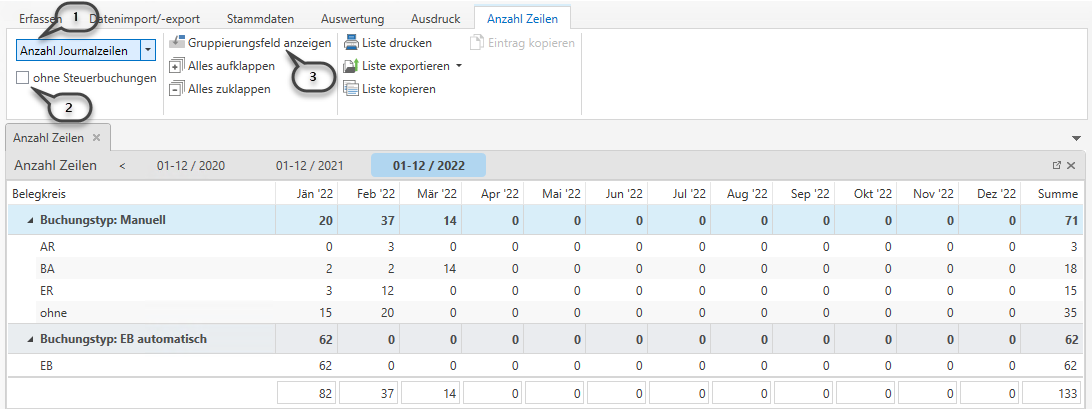 Erfassen Datenimport/-export Stammdaten Auswertung Ausdruck Anzahl Zeilen
1
Anzahl Journalzeilen Gruppierungsfeld anzeigen Liste drucken Eintrag kopieren
ohne Steuerbuchungen Alles aufklappen Liste exportieren
3
2 Alles zuklappen Liste kopieren
Anzahl Zeilen
Anzahl Zeilen < 01-12 / 2020 01-12 / 2021 01-12 / 2022
Belegkreis Jän '22 Feb '22 Mär '22 Apr '22 Mai '22 Jun '22 Jul '22 Aug '22 Sep '22 Okt '22 Nov '22 Dez '22 Summe
Buchungstyp: Manuell 20 37 14 0 0 0 0 0 0 0 0 0 71
AR 0 3 0 0 0 0 0 0 0 0 0 0 3
BA 2 2 14 0 0 0 0 0 0 0 0 0 18
ER 3 12 0 0 0 0 0 0 0 0 0 0 15
ohne 15 20 0 0 0 0 0 0 0 0 0 0 35
Buchungstyp: EB automatisch 62 0 0 0 0 0 0 0 0 0 0 0 62
EB 62 0 0 0 0 0 0 0 0 0 0 0 62
82 37 14 0 0 0 0 0 0 0 0 0 133